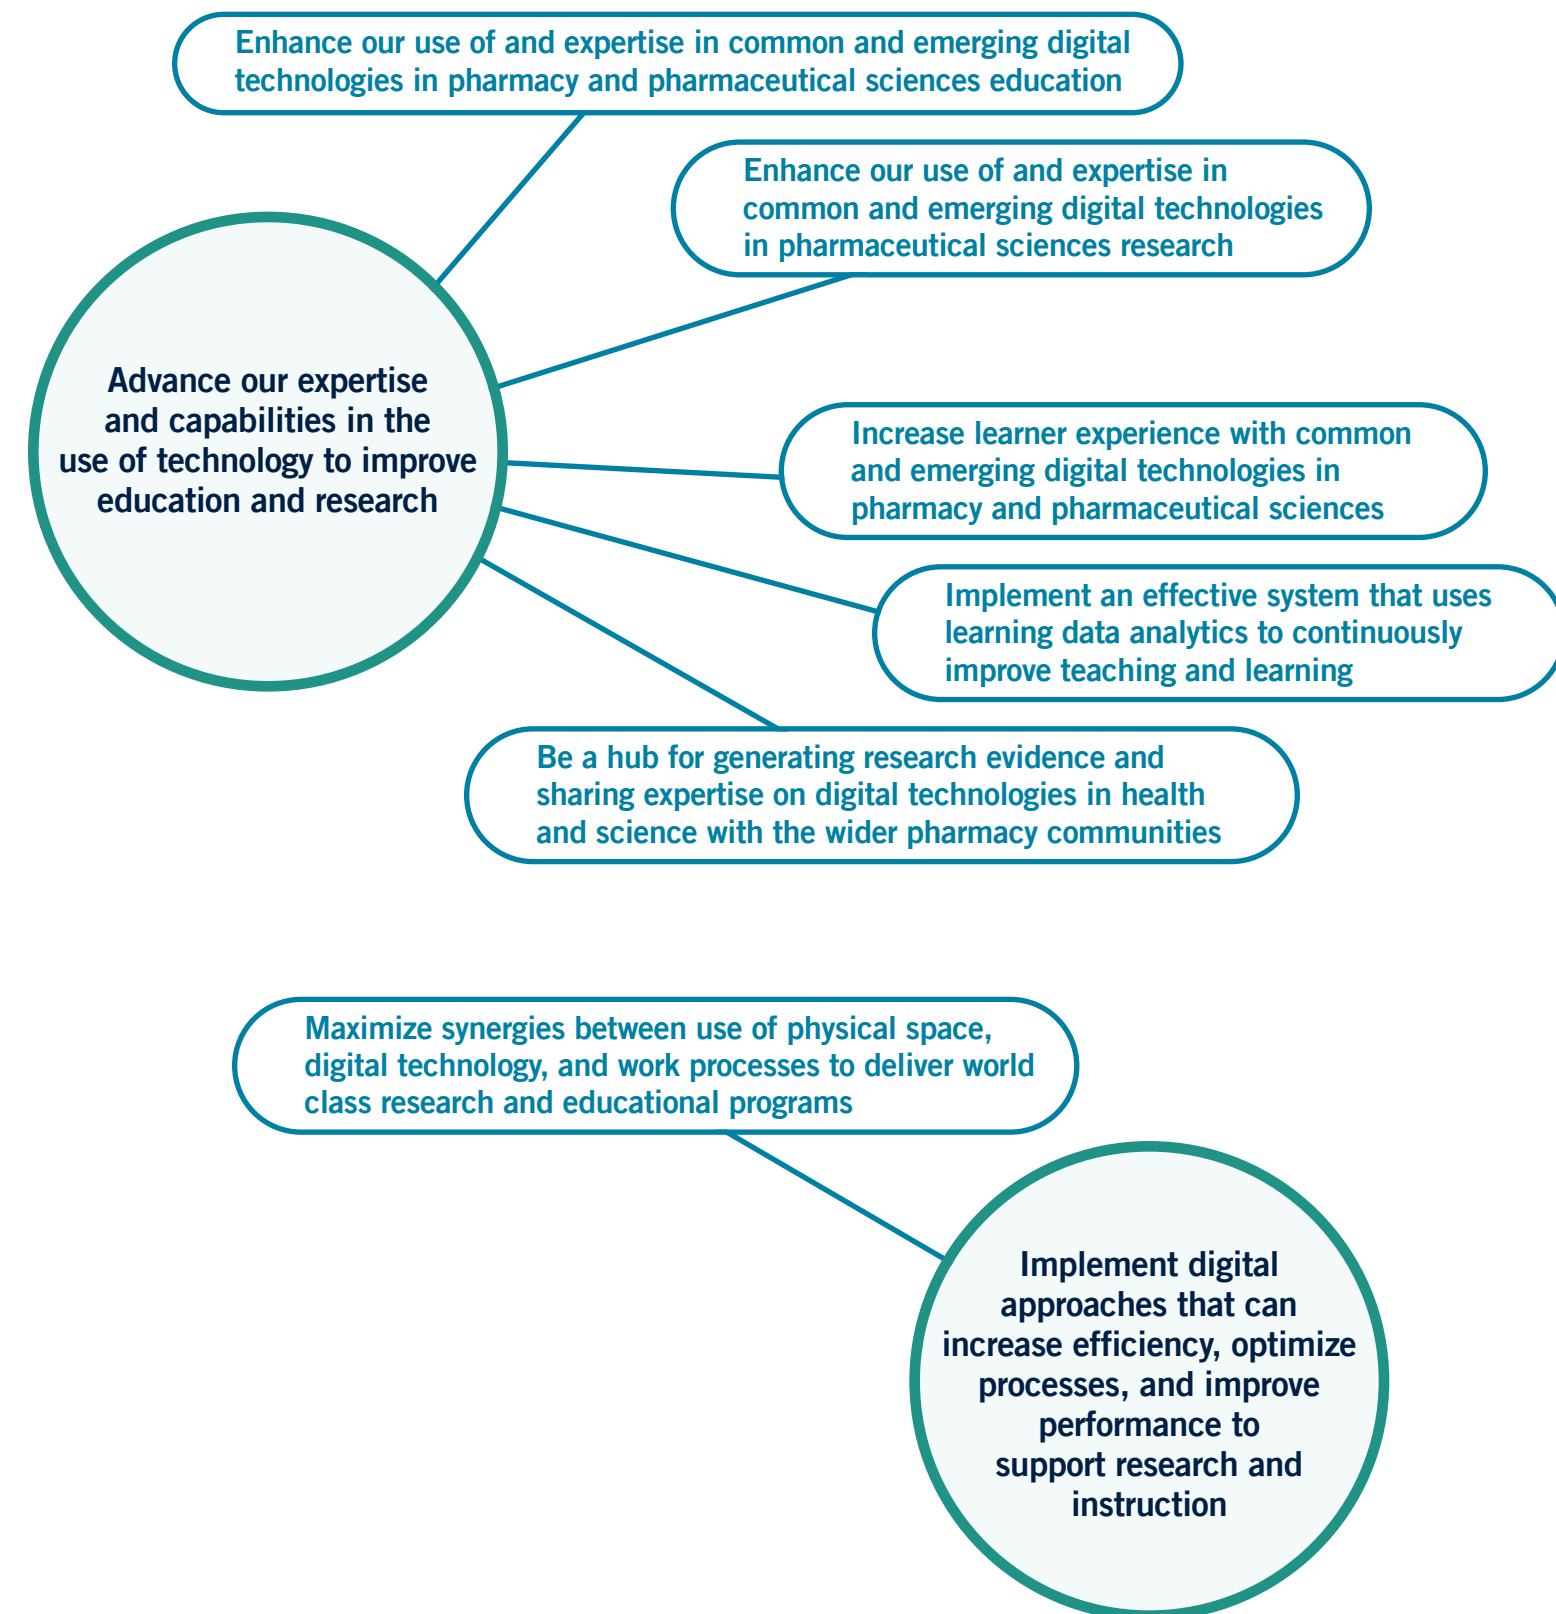 Enhance our use of and expertise in common and emerging digital
technologies in pharmacy and pharmaceutical sciences education
Enhance our use of and expertise in
common and emerging digital technologies
in pharmaceutical sciences research
Advance our expertise
and capabilities in the
use of technology to improve
education and research
Increase learner experience with common
and emerging digital technologies in
pharmacy and pharmaceutical sciences
Implement an effective system that uses
learning data analytics to continuously
improve teaching and learning
Be a hub for generating research evidence and
sharing expertise on digital technologies in health
and science with the wider pharmacy communities
Maximize synergies between use of physical space,
digital technology, and work processes to deliver world
class research and educational programs
Implement digital
approaches that can
increase efficiency, optimize
processes, and improve
performance to
support research and
instruction